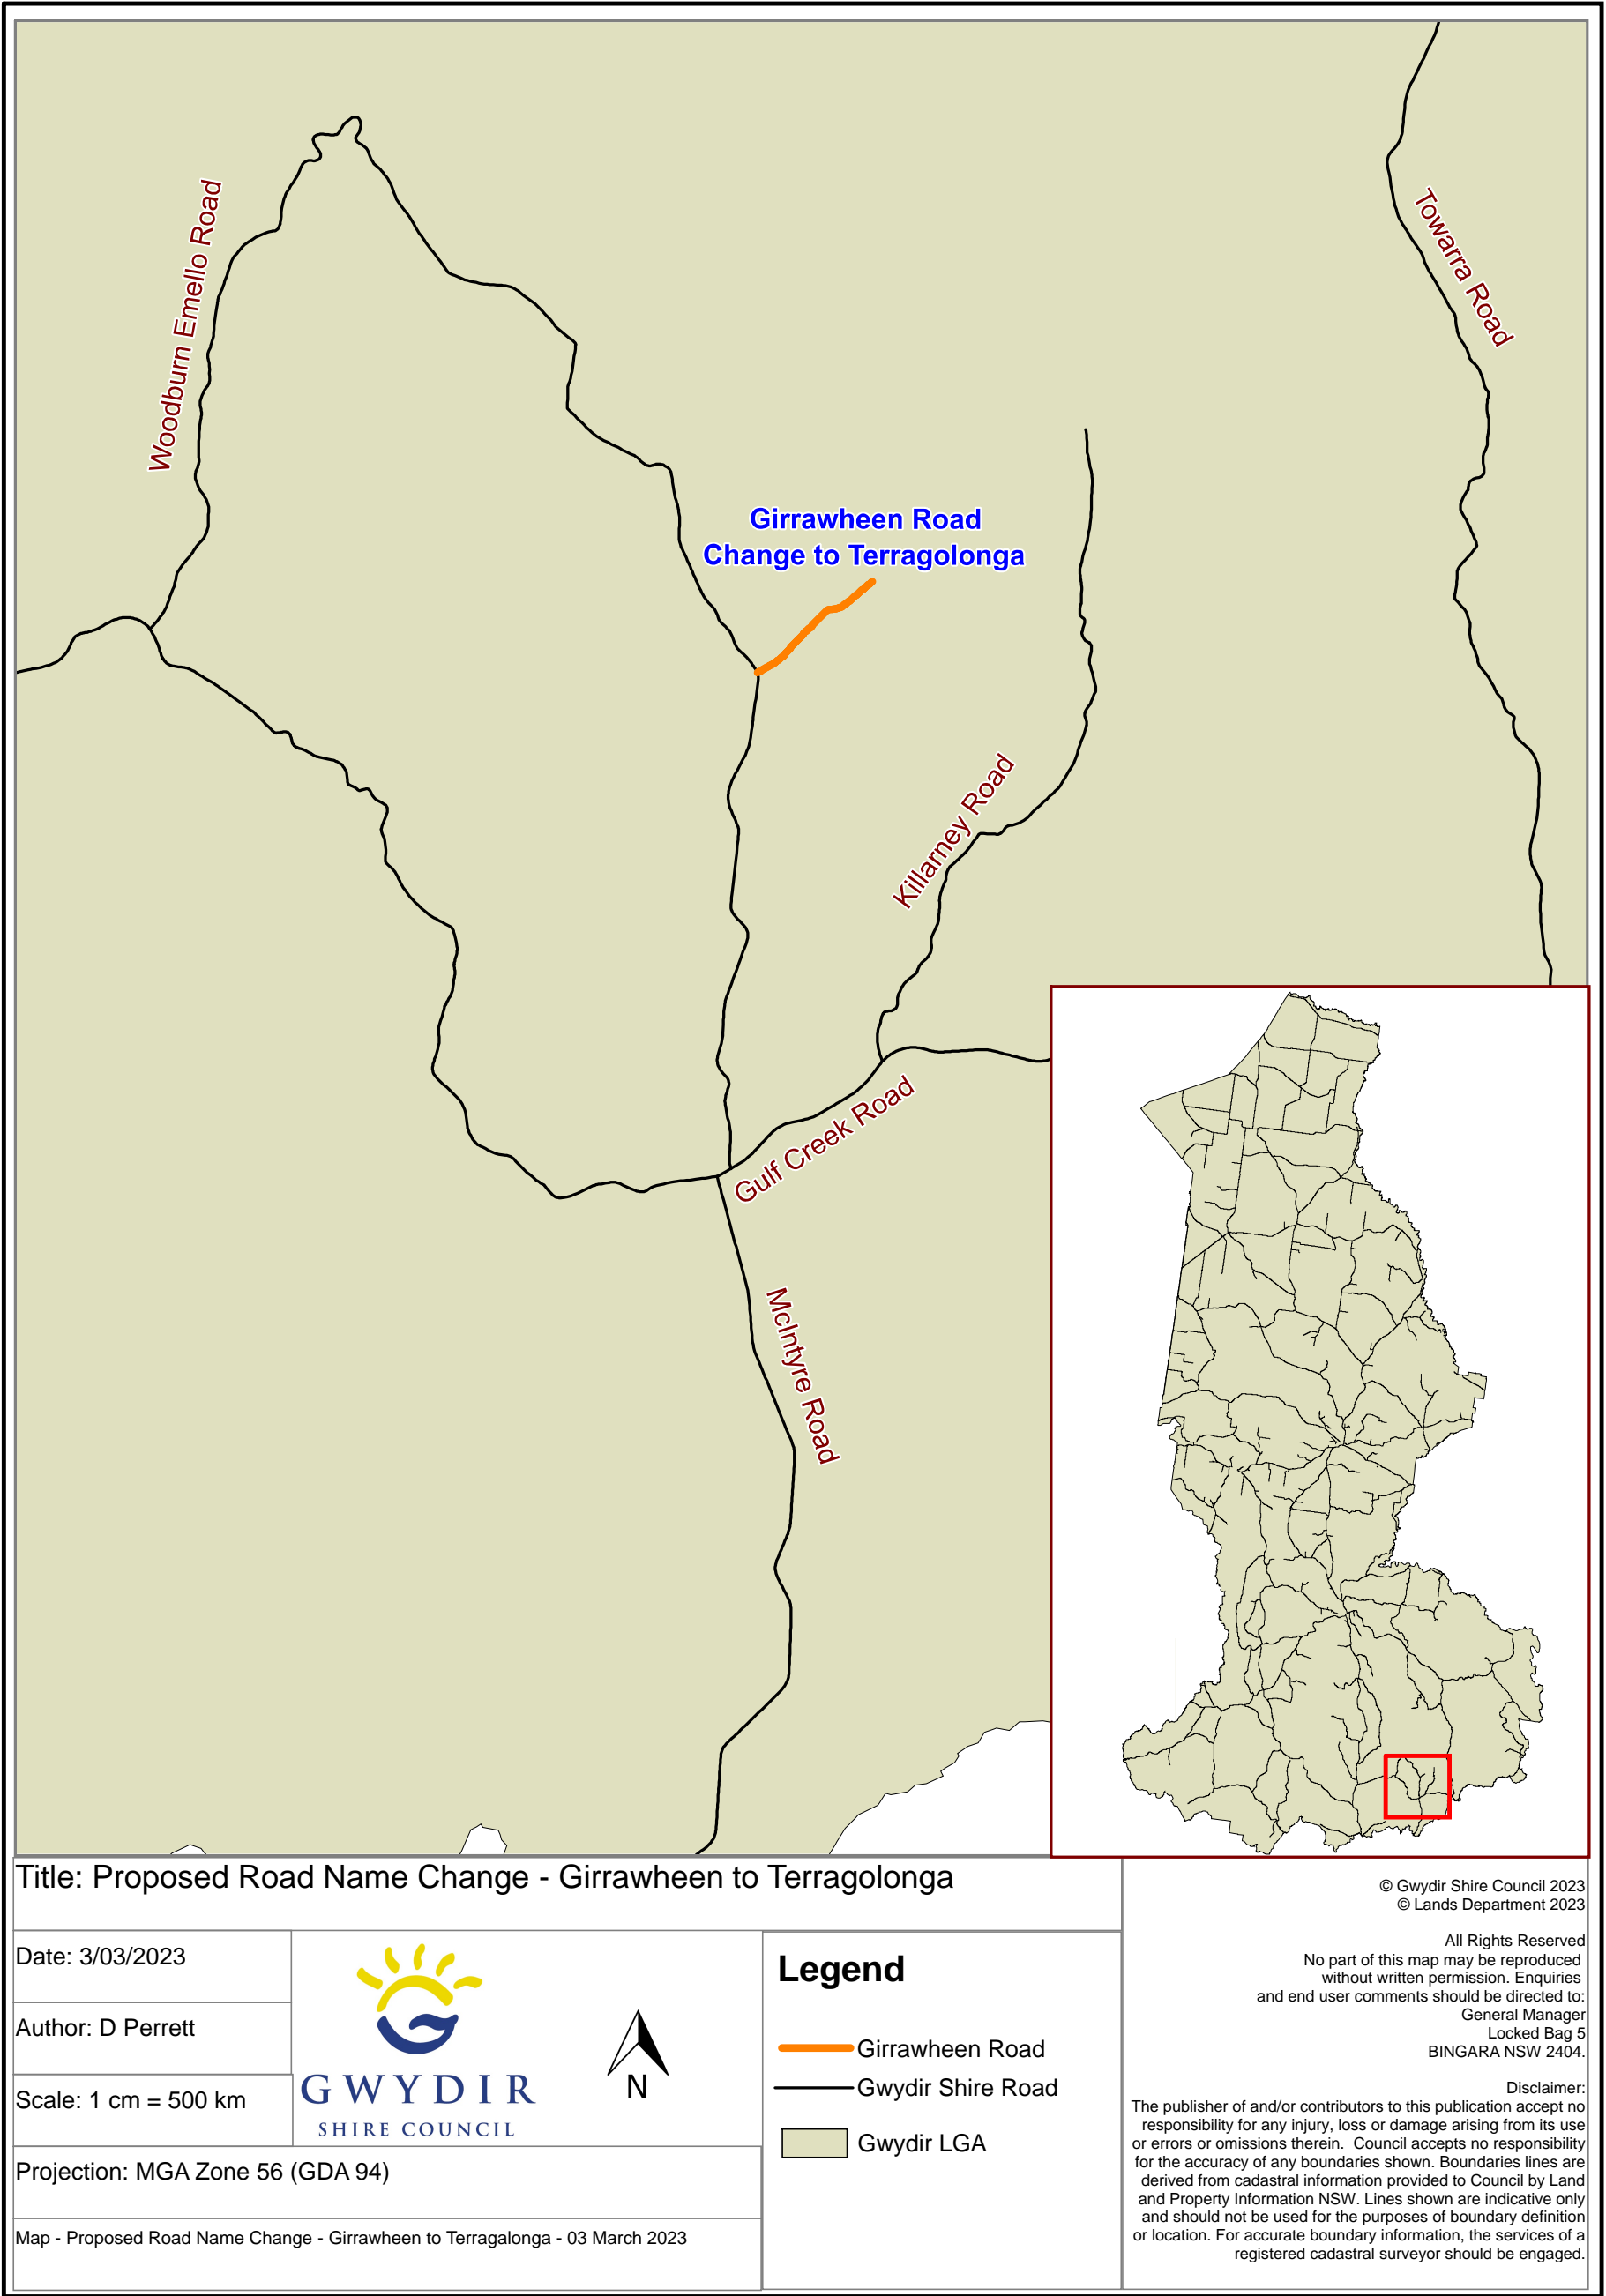 Woodburn Emello Road
Towarra Road
Girrawheen Road
Change to Terragolonga
Killarney Road
Gulf Creek Road
McIntyre Road
Title: Proposed Road Name Change - Girrawheen to Terragolonga
Date: 3/03/2023
Author: D Perrett
Scale: 1 cm = 500 km
GWYDIR
SHIRE COUNCIL
N
Projection: MGA Zone 56 (GDA 94)
Map - Proposed Road Name Change - Girrawheen to Terragalonga - 03 March 2023
Legend
Girrawheen Road
Gwydir Shire Road
Gwydir LGA
© Gwydir Shire Council 2023
© Lands Department 2023
All Rights Reserved
No part of this map may be reproduced
without written permission. Enquiries
and end user comments should be directed to:
General Manager
Locked Bag 5
BINGARA NSW 2404.
Disclaimer:
The publisher of and/or contributors to this publication accept no
responsibility for any injury, loss or damage arising from its use
or errors or omissions therein. Council accepts no responsibility
for the accuracy of any boundaries shown. Boundaries lines are
derived from cadastral information provided to Council by Land
and Property Information NSW. Lines shown are indicative only
and should not be used for the purposes of boundary definition
or location. For accurate boundary information, the services of a
registered cadastral surveyor should be engaged.